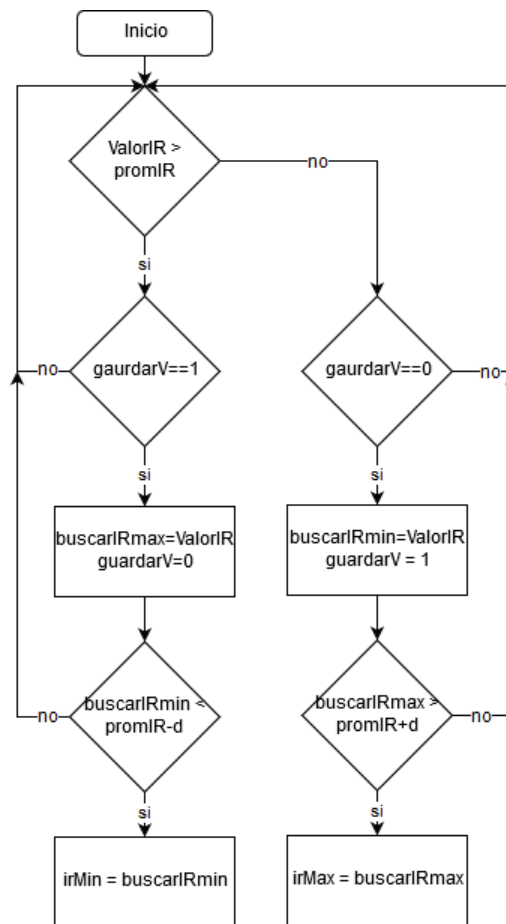 Inicio
ValorIR >
promIR
no
si
gaurdarV==1
no
gaurdarV==0
no
si
si
buscarIRmax=ValorIR
guardarV=0
buscarIRmin=ValorIR
guardarV = 1
buscarIRmin <
promIR-d
no
buscarIRmax >
promIR+d
no
si
si
irMin = buscarIRmin
irMax = buscarIRmax